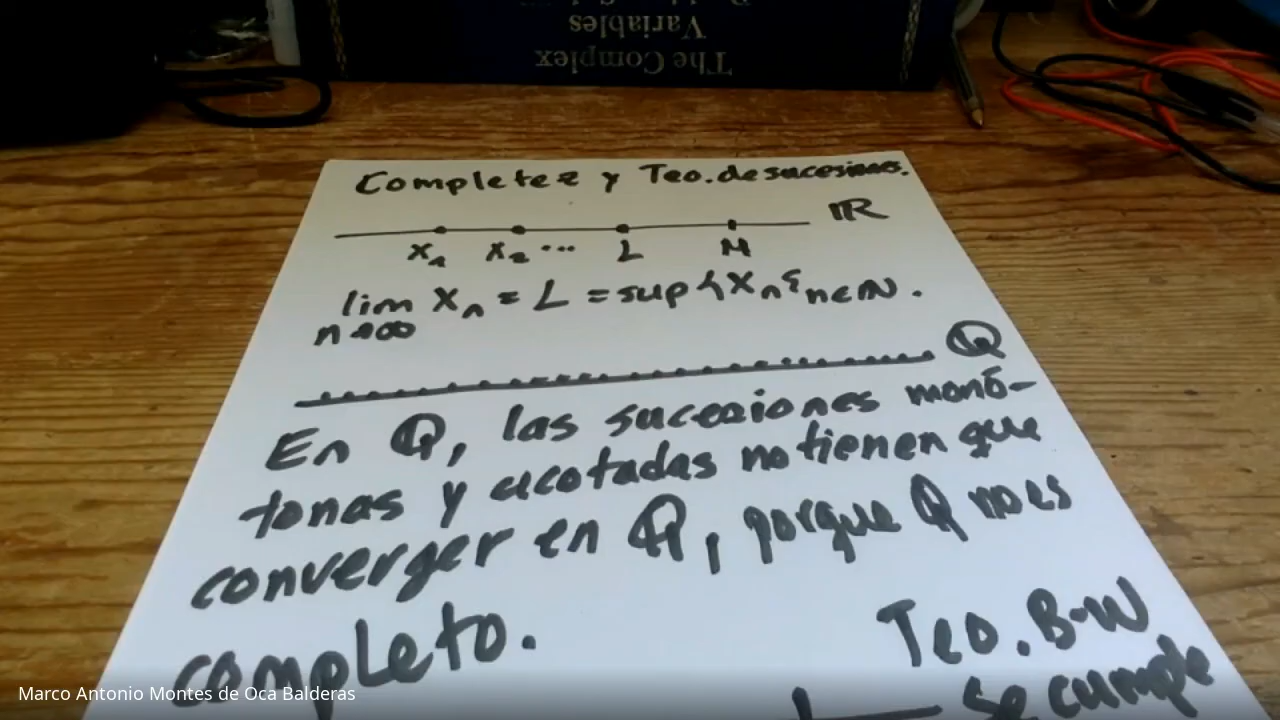 The Complex
Variables
Completez y Teo. de sucesiones.
ℝ
x₁ x₂ ... L M
lim xₙ = L = sup{xₙ}ₙ∈ℕ.
n→∞
ℚ
En ℚ, las sucesiones monó-
tonas y acotadas no tienen que
converger en ℚ, porque ℚ no es
completo.
Teo. B-W
se cumple
Marco Antonio Montes de Oca Balderas